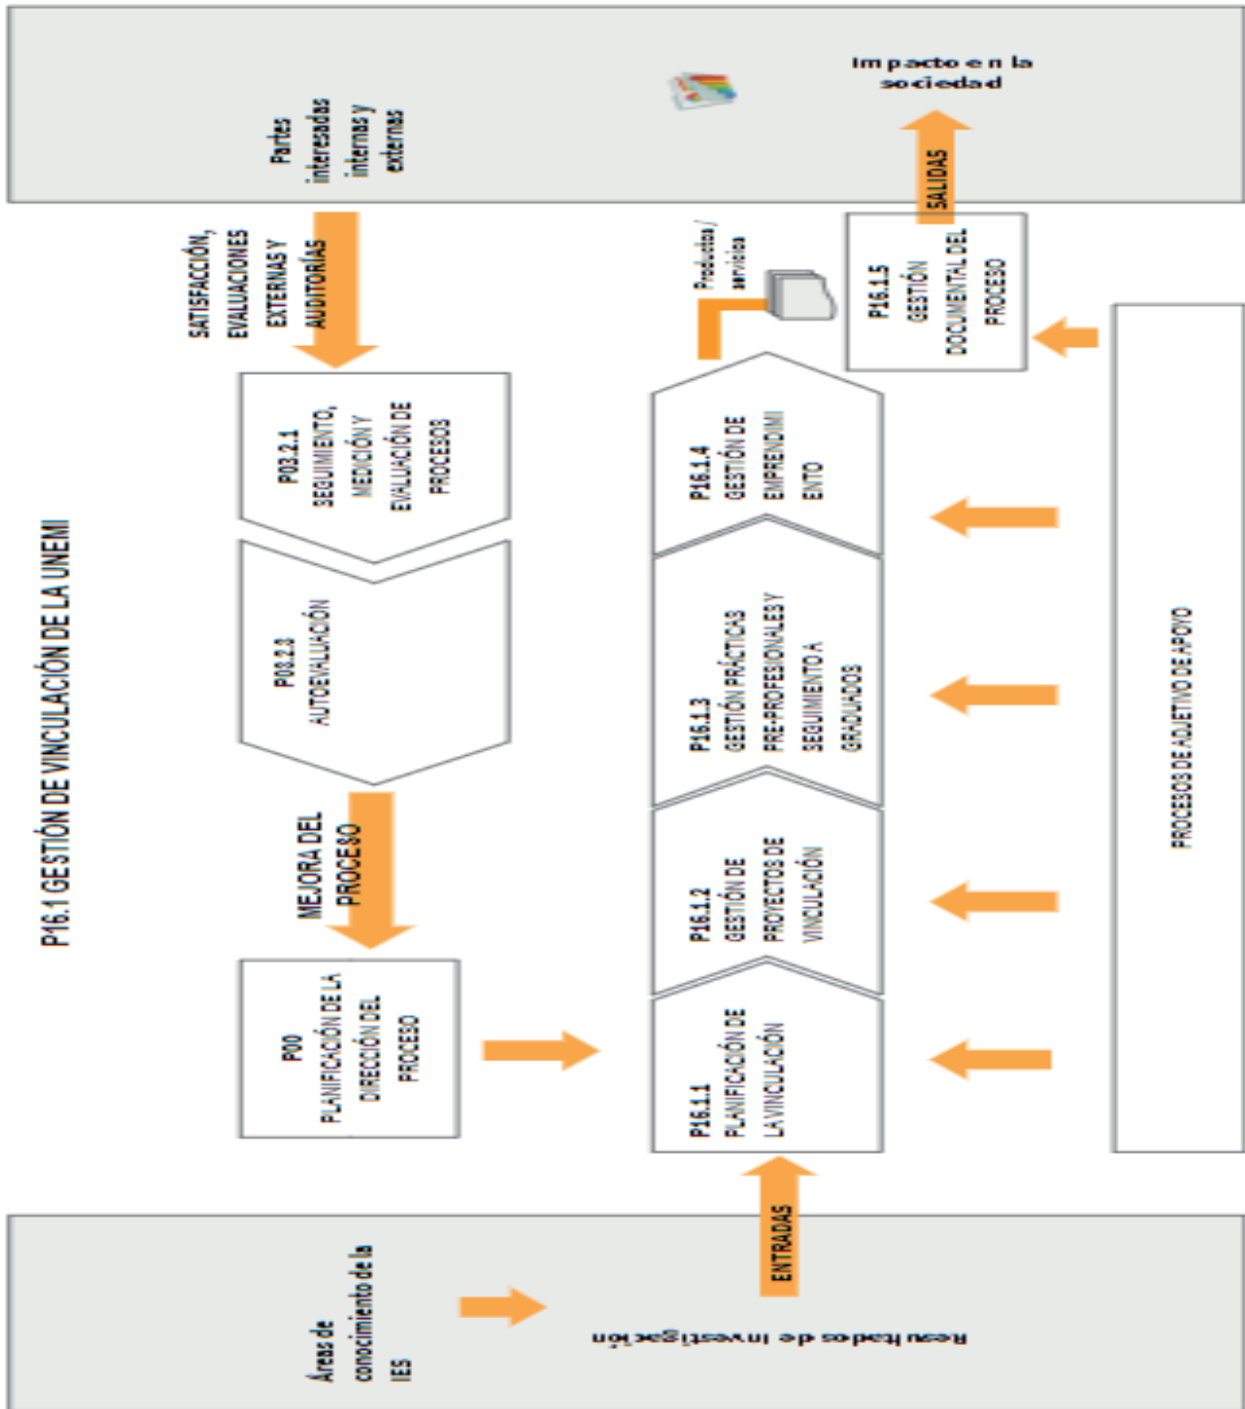 P16.1 GESTIÓN DE VINCULACIÓN DE LA UNEMI
Áreas de
conocimiento de la
IES
Resultados de investigación
ENTRADAS
P00
PLANIFICACIÓN DE LA
DIRECCIÓN DEL
PROCESO
MEJORA DEL
PROCESO
P03.2.3
AUTOEVALUACIÓN
P03.2.1
SEGUIMIENTO,
MEDICIÓN Y
EVALUACIÓN DE
PROCESOS
SATISFACCIÓN,
EVALUACIONES
EXTERNAS Y
AUDITORÍAS
Partes
interesadas
internas y
externas
P16.1.1
PLANIFICACIÓN DE
LA VINCULACIÓN
P16.1.2
GESTIÓN DE
PROYECTOS DE
VINCULACIÓN
P16.1.3
GESTIÓN PRÁCTICAS
PRE-PROFESIONALES Y
SEGUIMIENTO A
GRADUADOS
P16.1.4
GESTIÓN DE
EMPRENDIMI
ENTO
Productos /
servicios
P16.1.5
GESTIÓN
DOCUMENTAL DEL
PROCESO
SALIDAS
Impacto en la
sociedad
PROCESOS DE ADJETIVO DE APOYO